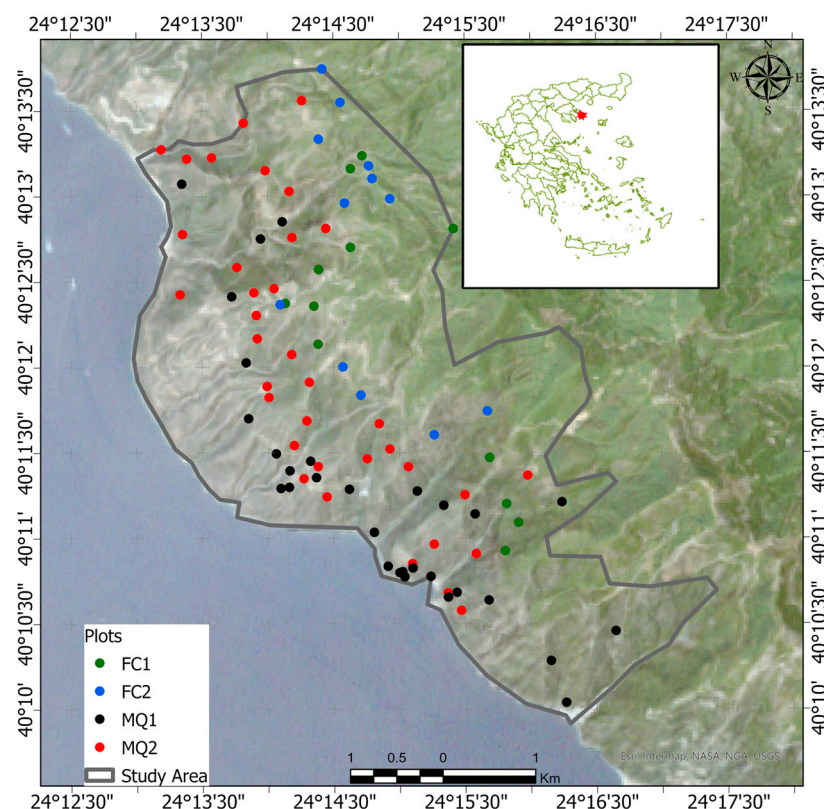 24°12'30" 24°13'30" 24°14'30" 24°15'30" 24°16'30" 24°17'30"
N
W E
S
40°13'30" 40°13'30"
40°13' 40°13'
40°12'30" 40°12'30"
40°12' 40°12'
40°11'30" 40°11'30"
40°11' 40°11'
40°10'30" 40°10'30"
40°10' 40°10'
Plots
FC1
FC2
MQ1
MQ2
Study Area
1 0.5 0 1
Km
Esri, Intermap, NASA, NGA, USGS
24°12'30" 24°13'30" 24°14'30" 24°15'30" 24°16'30" 24°17'30"